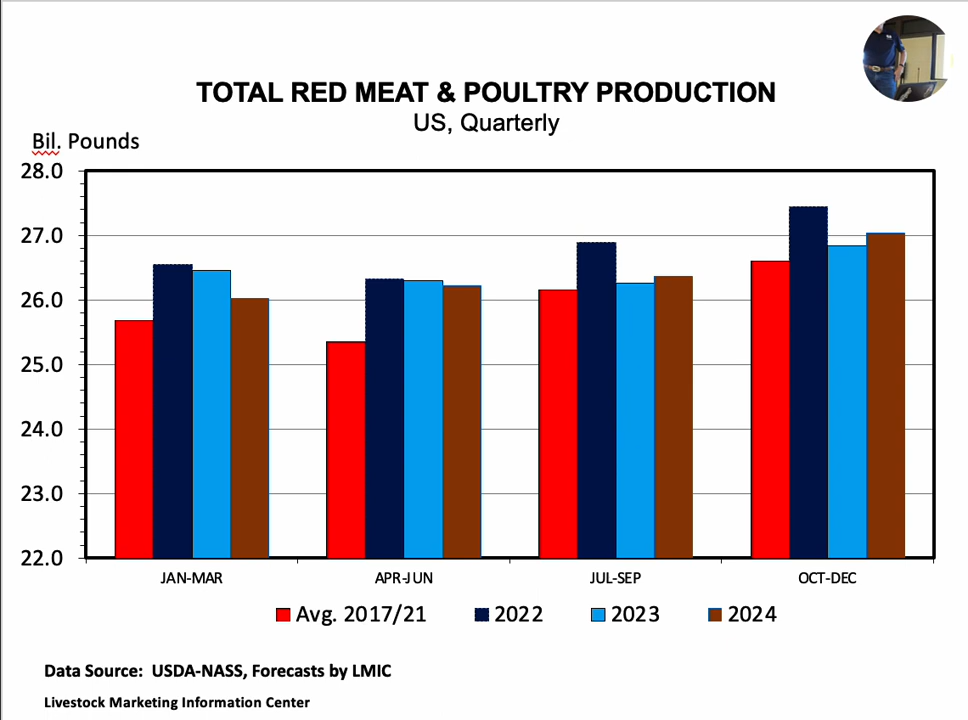 TOTAL RED MEAT & POULTRY PRODUCTION
US, Quarterly
Bil. Pounds
28.0
27.0
26.0
25.0
24.0
23.0
22.0
JAN-MAR APR-JUN JUL-SEP OCT-DEC
Avg. 2017/21 2022 2023 2024
Data Source: USDA-NASS, Forecasts by LMIC
Livestock Marketing Information Center